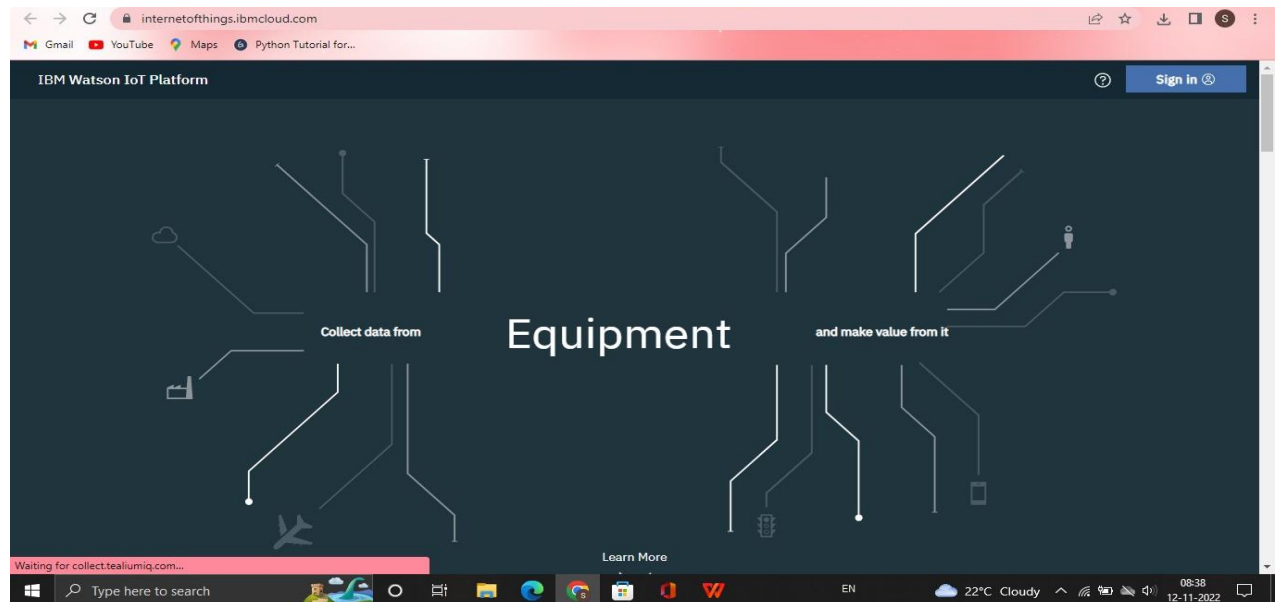 internetofthings.ibmcloud.com
S
Gmail YouTube Maps Python Tutorial for...
IBM Watson IoT Platform
? Sign in
Collect data from Equipment and make value from it
Learn More
Waiting for collect.tealiumiq.com...
Type here to search
EN
22°C Cloudy
08:38
12-11-2022